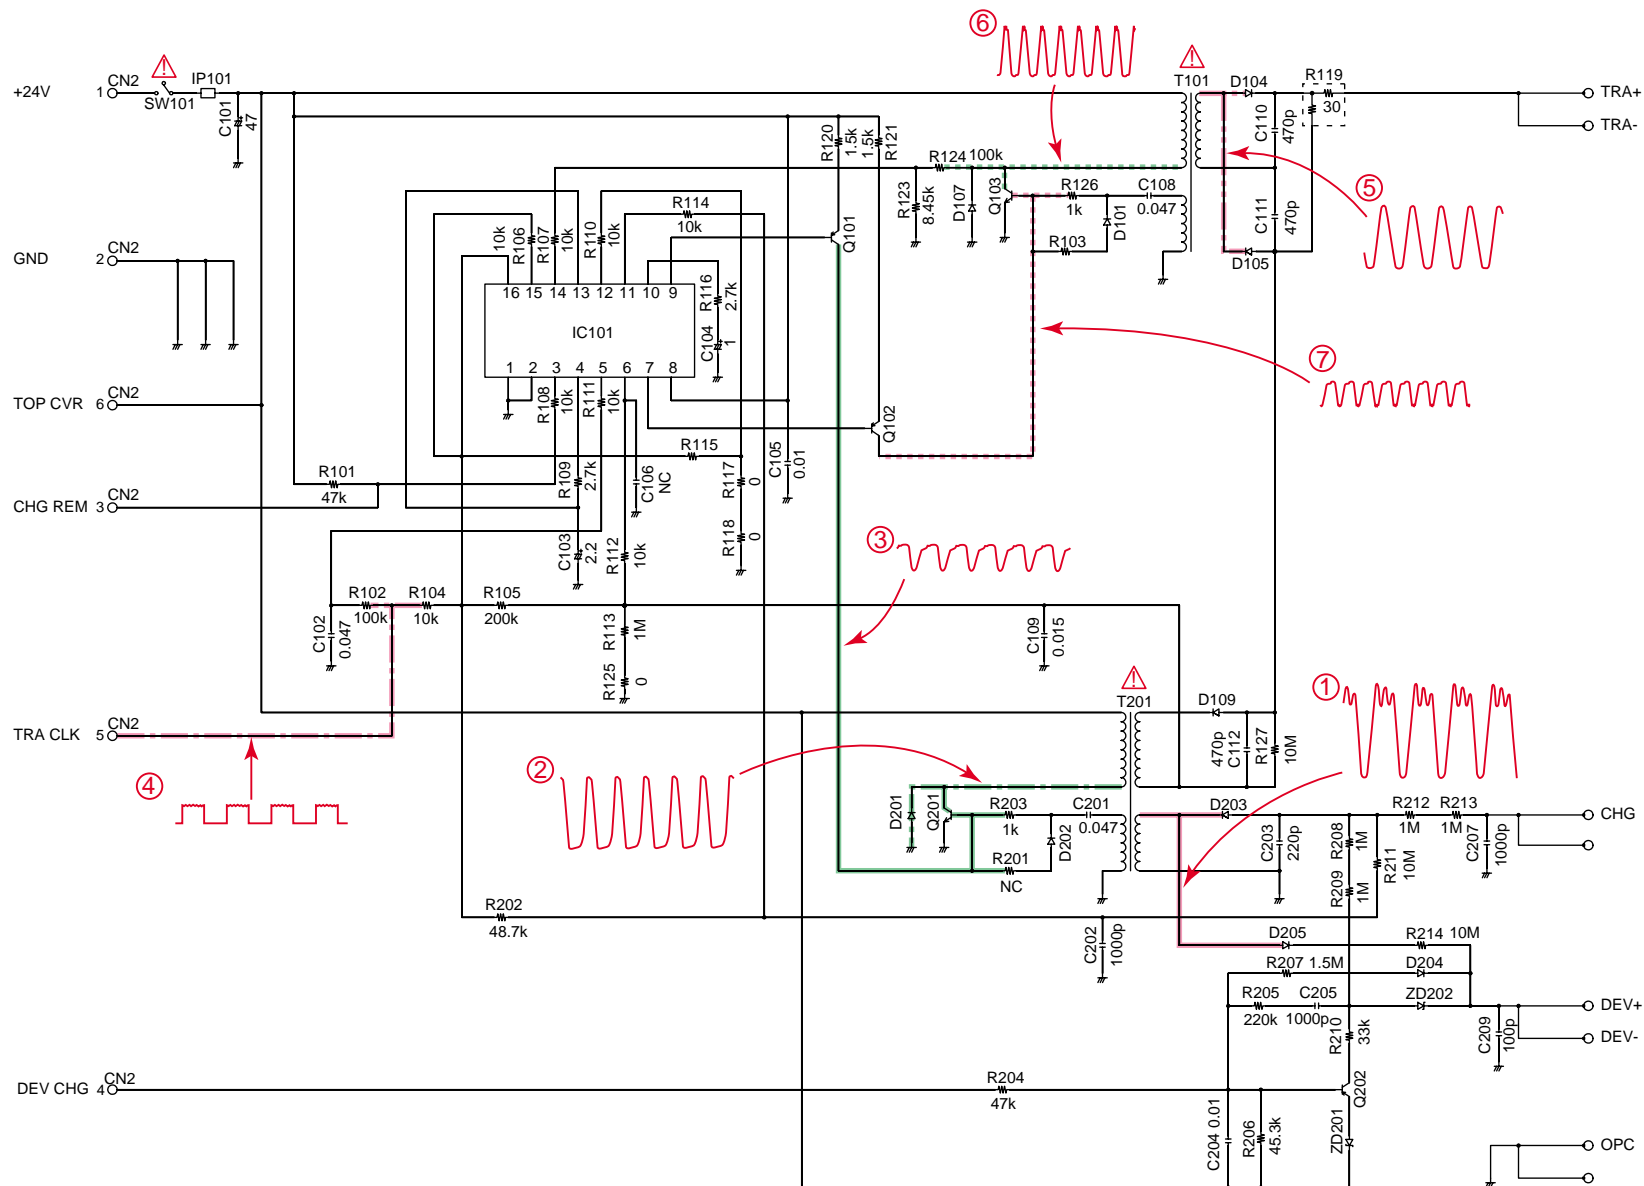 ⑥
T101
D104
R119
30
+24V
1
CN2
IP101
SW101
C101
47
R120
1.5k
1.5k
R121
C110
470p
TRA+
TRA-
R124
100k
R123
8.45k
D107
Q103
R126
1k
C108
0.047
D101
R103
⑤
C111
470p
D105
R114
10k
10k
R106
R107
10k
R110
10k
Q101
GND
2
CN2
16
15
14
13
12
11
10
9
IC101
1
2
3
4
5
6
7
8
R116
2.7k
C104
1
⑦
TOP CVR
6
CN2
R108
10k
R111
10k
Q102
R115
R101
47k
R109
2.7k
C106
NC
R117
0
C105
0.01
CHG REM
3
CN2
R118
0
C103
2.2
R112
10k
③
R102
100k
R104
10k
R105
200k
C102
0.047
R113
1M
R125
0
C109
0.015
T201
D109
①
TRA CLK
5
CN2
470p
C112
R127
10M
④
②
D201
Q201
R203
1k
C201
0.047
D202
R201
NC
D203
C203
220p
R208
1M
R209
1M
R211
10M
R212
1M
R213
1M
C207
1000p
CHG
R202
48.7k
C202
1000p
D205
R214
10M
R207
1.5M
D204
R205
220k
C205
1000p
ZD202
R210
33k
C209
100p
DEV+
DEV-
DEV CHG
4
CN2
R204
47k
Q202
C204
0.01
R206
45.3k
ZD201
OPC